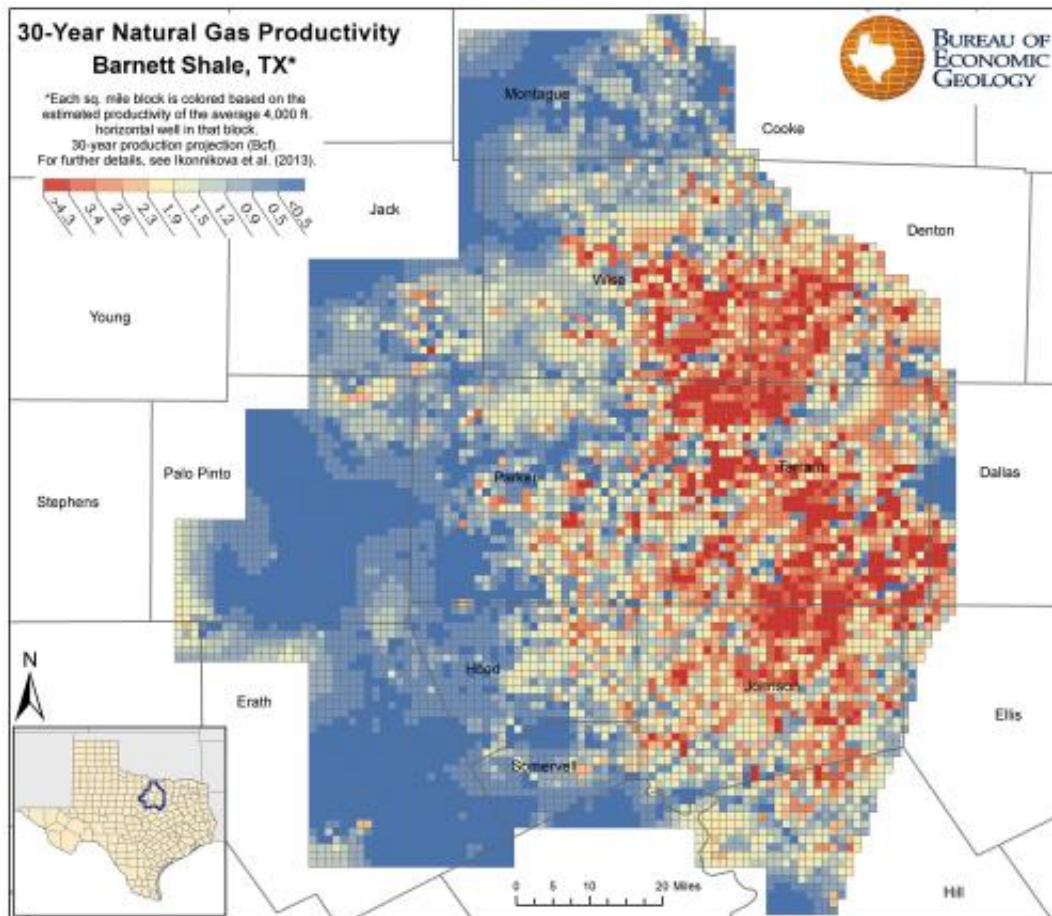 30-Year Natural Gas Productivity
Barnett Shale, TX*
*Each sq. mile block is colored based on the
estimated productivity of the average 4,000 ft.
horizontal well in that block.
30-year production projection (Bcf).
For further details, see Ikonnikova et al. (2013).
>4.3
3.4
2.8
2.3
1.9
1.5
1.2
0.9
0.5
<0.5
BUREAU OF
ECONOMIC
GEOLOGY
Montague
Cooke
Jack
Denton
Wise
Young
Palo Pinto
Parker
Tarrant
Dallas
Stephens
Hood
Johnson
Erath
Ellis
Somervell
Hill
N
0 5 10 20 Miles